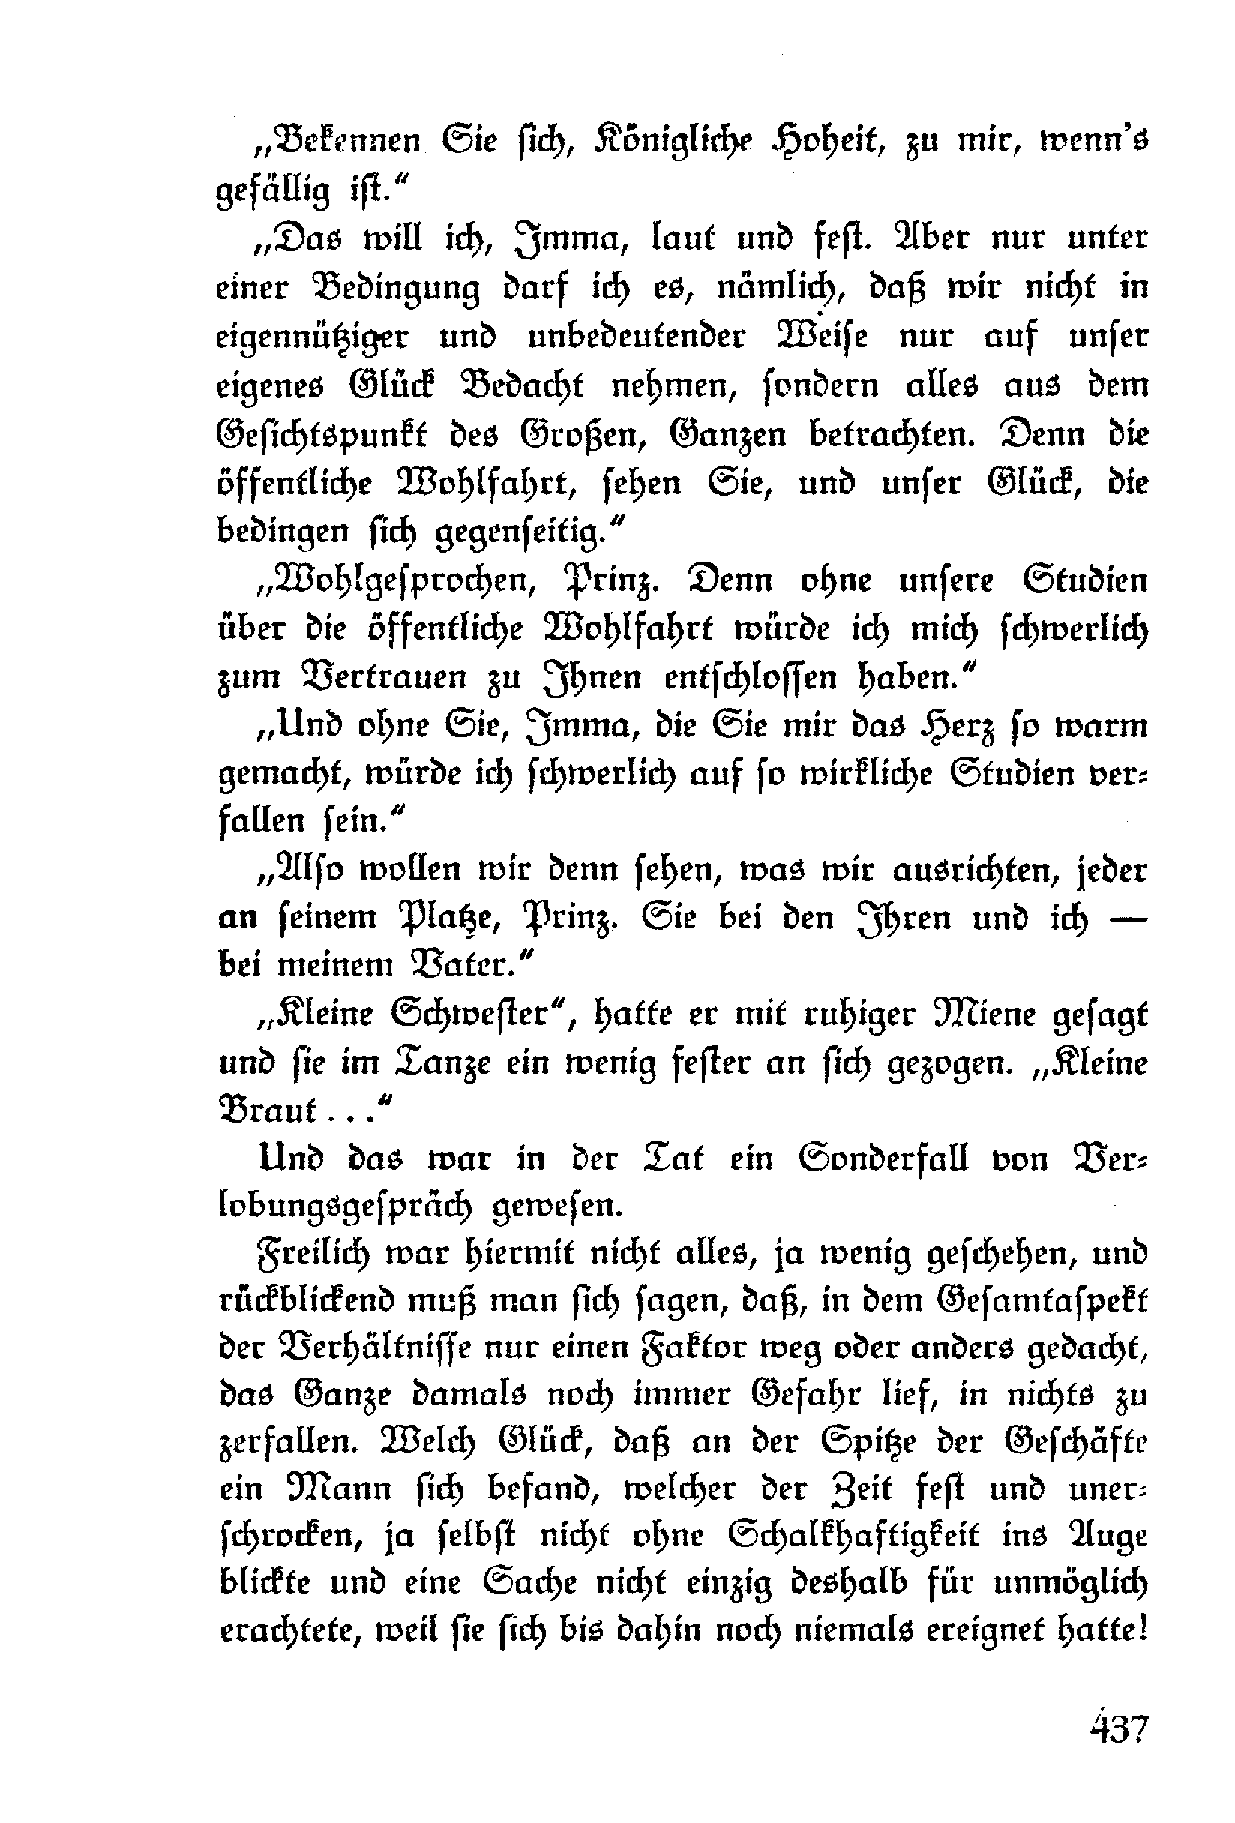 „Bekennen Sie sich, Königliche Hoheit, zu mir, wenn's
gefällig ist.“
„Das will ich, Imma, laut und fest. Aber nur unter
einer Bedingung darf ich es, nämlich, daß wir nicht in
eigennütziger und unbedeutender Weise nur auf unser
eigenes Glück Bedacht nehmen, sondern alles aus dem
Gesichtspunkt des Großen, Ganzen betrachten. Denn die
öffentliche Wohlfahrt, sehen Sie, und unser Glück, die
bedingen sich gegenseitig.“
„Wohlgesprochen, Prinz. Denn ohne unsere Studien
über die öffentliche Wohlfahrt würde ich mich schwerlich
zum Vertrauen zu Ihnen entschlossen haben.“
„Und ohne Sie, Imma, die Sie mir das Herz so warm
gemacht, würde ich schwerlich auf so wirkliche Studien ver-
fallen sein.“
„Also wollen wir denn sehen, was wir ausrichten, jeder
an seinem Platze, Prinz. Sie bei den Ihren und ich —
bei meinem Vater.“
„Kleine Schwester“, hatte er mit ruhiger Miene gesagt
und sie im Tanze ein wenig fester an sich gezogen. „Kleine
Braut . . .“
Und das war in der Tat ein Sonderfall von Ver-
lobungsgespräch gewesen.
Freilich war hiermit nicht alles, ja wenig geschehen, und
rückblickend muß man sich sagen, daß, in dem Gesamtaspekt
der Verhältnisse nur einen Faktor weg oder anders gedacht,
das Ganze damals noch immer Gefahr lief, in nichts zu
zerfallen. Welch Glück, daß an der Spitze der Geschäfte
ein Mann sich befand, welcher der Zeit fest und uner-
schrocken, ja selbst nicht ohne Schalkhaftigkeit ins Auge
blickte und eine Sache nicht einzig deshalb für unmöglich
erachtete, weil sie sich bis dahin noch niemals ereignet hatte!
437